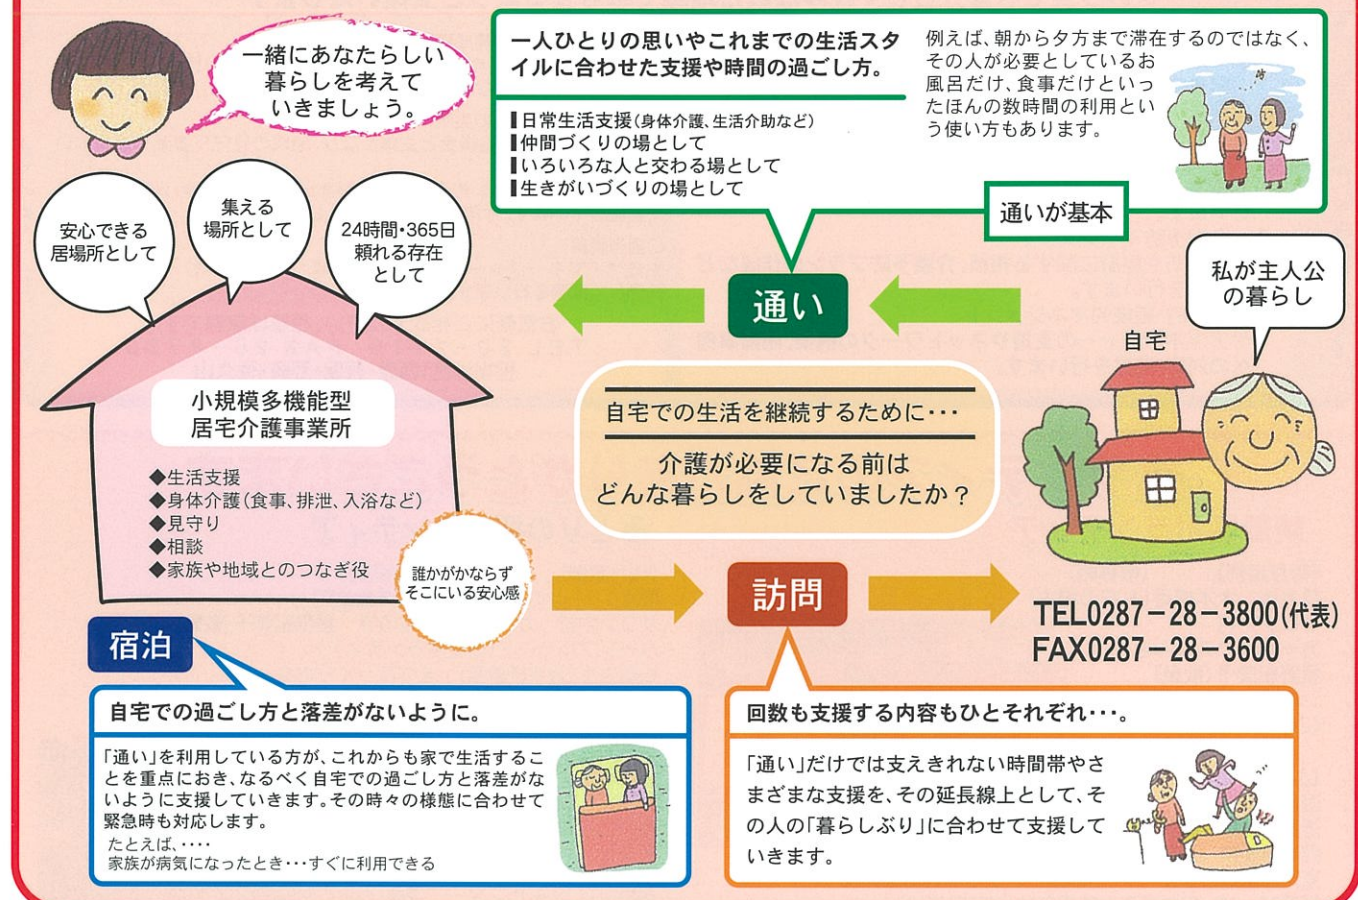 一緒にあなたらしい
暮らしを考えて
いきましょう。
一人ひとりの思いやこれまでの生活スタ
イルに合わせた支援や時間の過ごし方。
日常生活支援(身体介護、生活介助など)
仲間づくりの場として
いろいろな人と交わる場として
生きがいづくりの場として
例えば、朝から夕方まで滞在するのではなく、
その人が必要としているお
風呂だけ、食事だけといっ
たほんの数時間の利用とい
う使い方もあります。
通いが基本
安心できる
居場所として
集える
場所として
24時間・365日
頼れる存在
として
通い
私が主人公
の暮らし
自宅
小規模多機能型
居宅介護事業所
◆生活支援
◆身体介護(食事、排泄、入浴など)
◆見守り
◆相談
◆家族や地域とのつなぎ役
誰かがかならず
そこにいる安心感
自宅での生活を継続するために・・・
介護が必要になる前は
どんな暮らしをしていましたか？
訪問
TEL0287－28－3800(代表)
FAX0287－28－3600
宿泊
自宅での過ごし方と落差がないように。
「通い」を利用している方が、これからも家で生活するこ
とを重点におき、なるべく自宅での過ごし方と落差がな
いように支援していきます。その時々の様態に合わせて
緊急時も対応します。
たとえば、・・・・
家族が病気になったとき・・・すぐに利用できる
回数も支援する内容もひとそれぞれ・・・。
「通い」だけでは支えきれない時間帯やさ
まざまな支援を、その延長線上として、そ
の人の「暮らしぶり」に合わせて支援して
いきます。